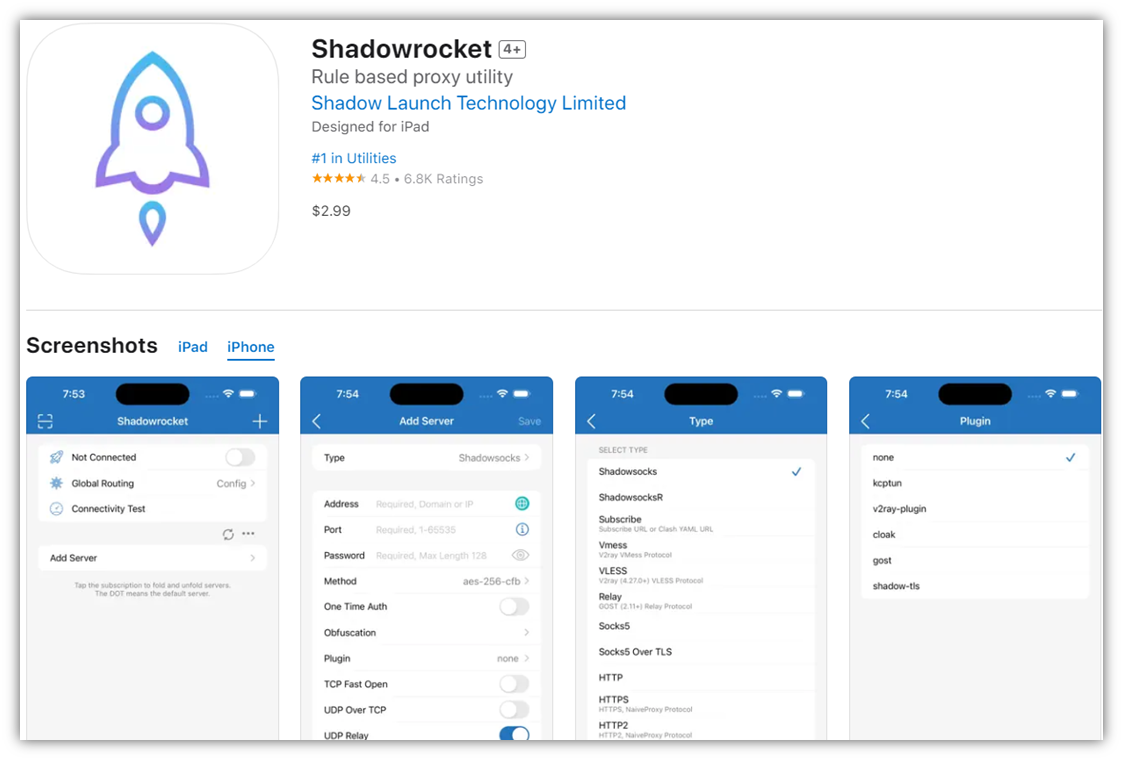 Shadowrocket 4+
Rule based proxy utility
Shadow Launch Technology Limited
Designed for iPad
#1 in Utilities
4.5 • 6.8K Ratings
$2.99
Screenshots iPad iPhone
7:53
Shadowrocket
Not Connected
Global Routing Config
Connectivity Test
Add Server
Tap the subscription to fold and unfold servers.
The DOT means the default server.
7:54
Add Server Save
Type Shadowsocks
Address Required, Domain or IP
Port Required, 1-65535
Password Required, Max Length 128
Method aes-256-cfb
One Time Auth
Obfuscation
Plugin none
TCP Fast Open
UDP Over TCP
UDP Relay
7:54
Type
SELECT TYPE
Shadowsocks
ShadowsocksR
Subscribe
Subscribe URL or Clash YAML URL
Vmess
V2ray VMess Protocol
VLESS
V2ray (4.27.0+) VLESS Protocol
Relay
GOST (2.11+) Relay Protocol
Socks5
Socks5 Over TLS
HTTP
HTTPS
HTTPS, NaiveProxy Protocol
HTTP2
HTTP2, NaiveProxy Protocol
7:54
Plugin
none
kcptun
v2ray-plugin
cloak
gost
shadow-tls